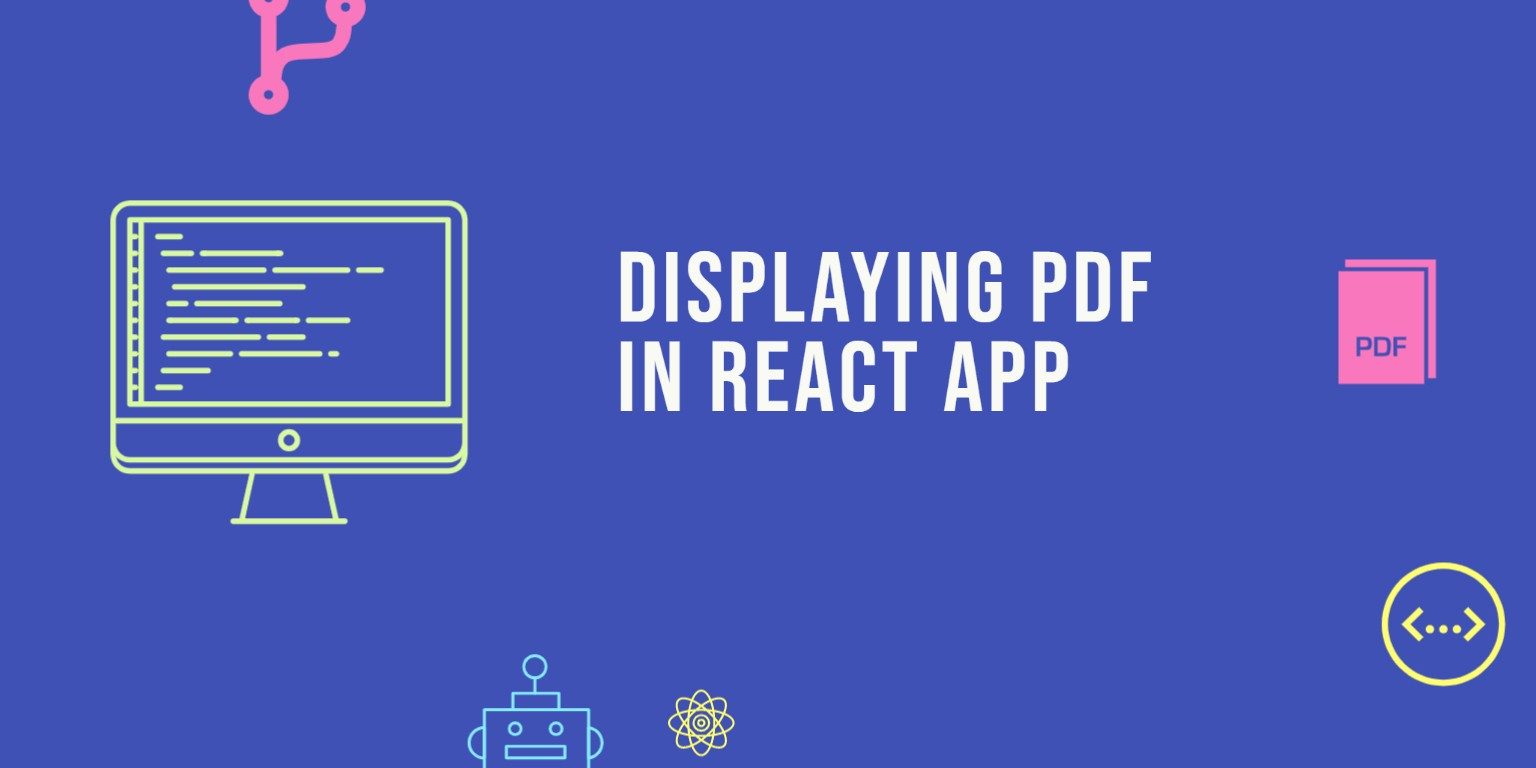 DISPLAYING PDF
IN REACT APP
PDF